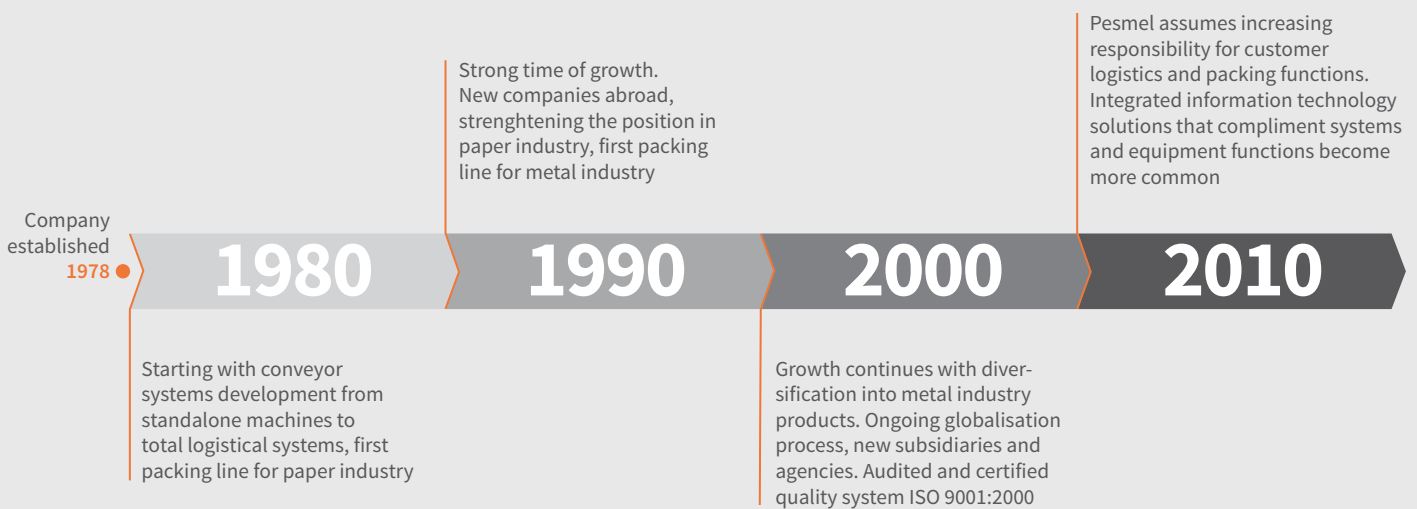 Company
established
1978
1980
Starting with conveyor
systems development from
standalone machines to
total logistical systems, first
packing line for paper industry
1990
Strong time of growth.
New companies abroad,
strenghtening the position in
paper industry, first packing
line for metal industry
2000
Growth continues with diver-
sification into metal industry
products. Ongoing globalisation
process, new subsidiaries and
agencies. Audited and certified
quality system ISO 9001:2000
2010
Pesmel assumes increasing
responsibility for customer
logistics and packing functions.
Integrated information technology
solutions that compliment systems
and equipment functions become
more common